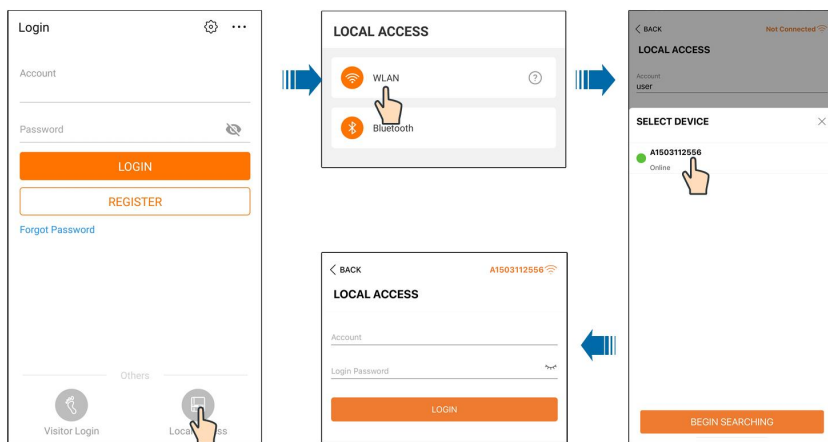 Login
Account
Password
LOGIN
REGISTER
Forgot Password
Others
Visitor Login
LOCAL ACCESS
WLAN
?
Bluetooth
BACK
Not Connected
LOCAL ACCESS
Account
user
SELECT DEVICE
A1503112556
Online
BEGIN SEARCHING
BACK
A1503112556
LOCAL ACCESS
Account
Login Password
LOGIN